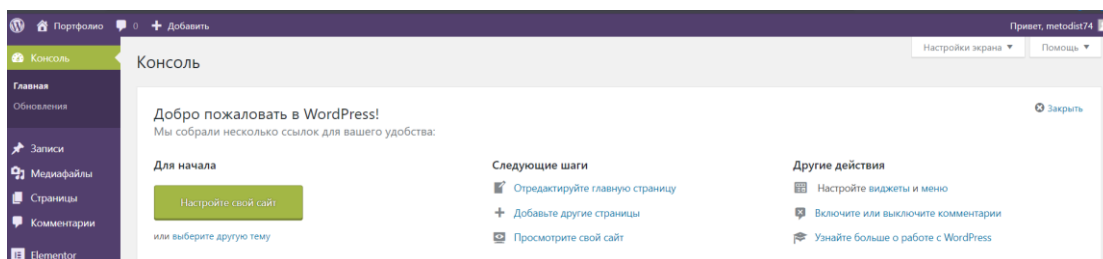 Портфолио 0 Добавить Привет, metodist74
Консоль
Главная
Обновления
Записи
Медиафайлы
Страницы
Комментарии
Elementor
Настройки экрана Помощь
Консоль
Добро пожаловать в WordPress!
Закрыть
Мы собрали несколько ссылок для вашего удобства:
Для начала
Настройте свой сайт
или выберите другую тему
Следующие шаги
Отредактируйте главную страницу
Добавьте другие страницы
Просмотрите свой сайт
Другие действия
Настройте виджеты и меню
Включите или выключите комментарии
Узнайте больше о работе с WordPress